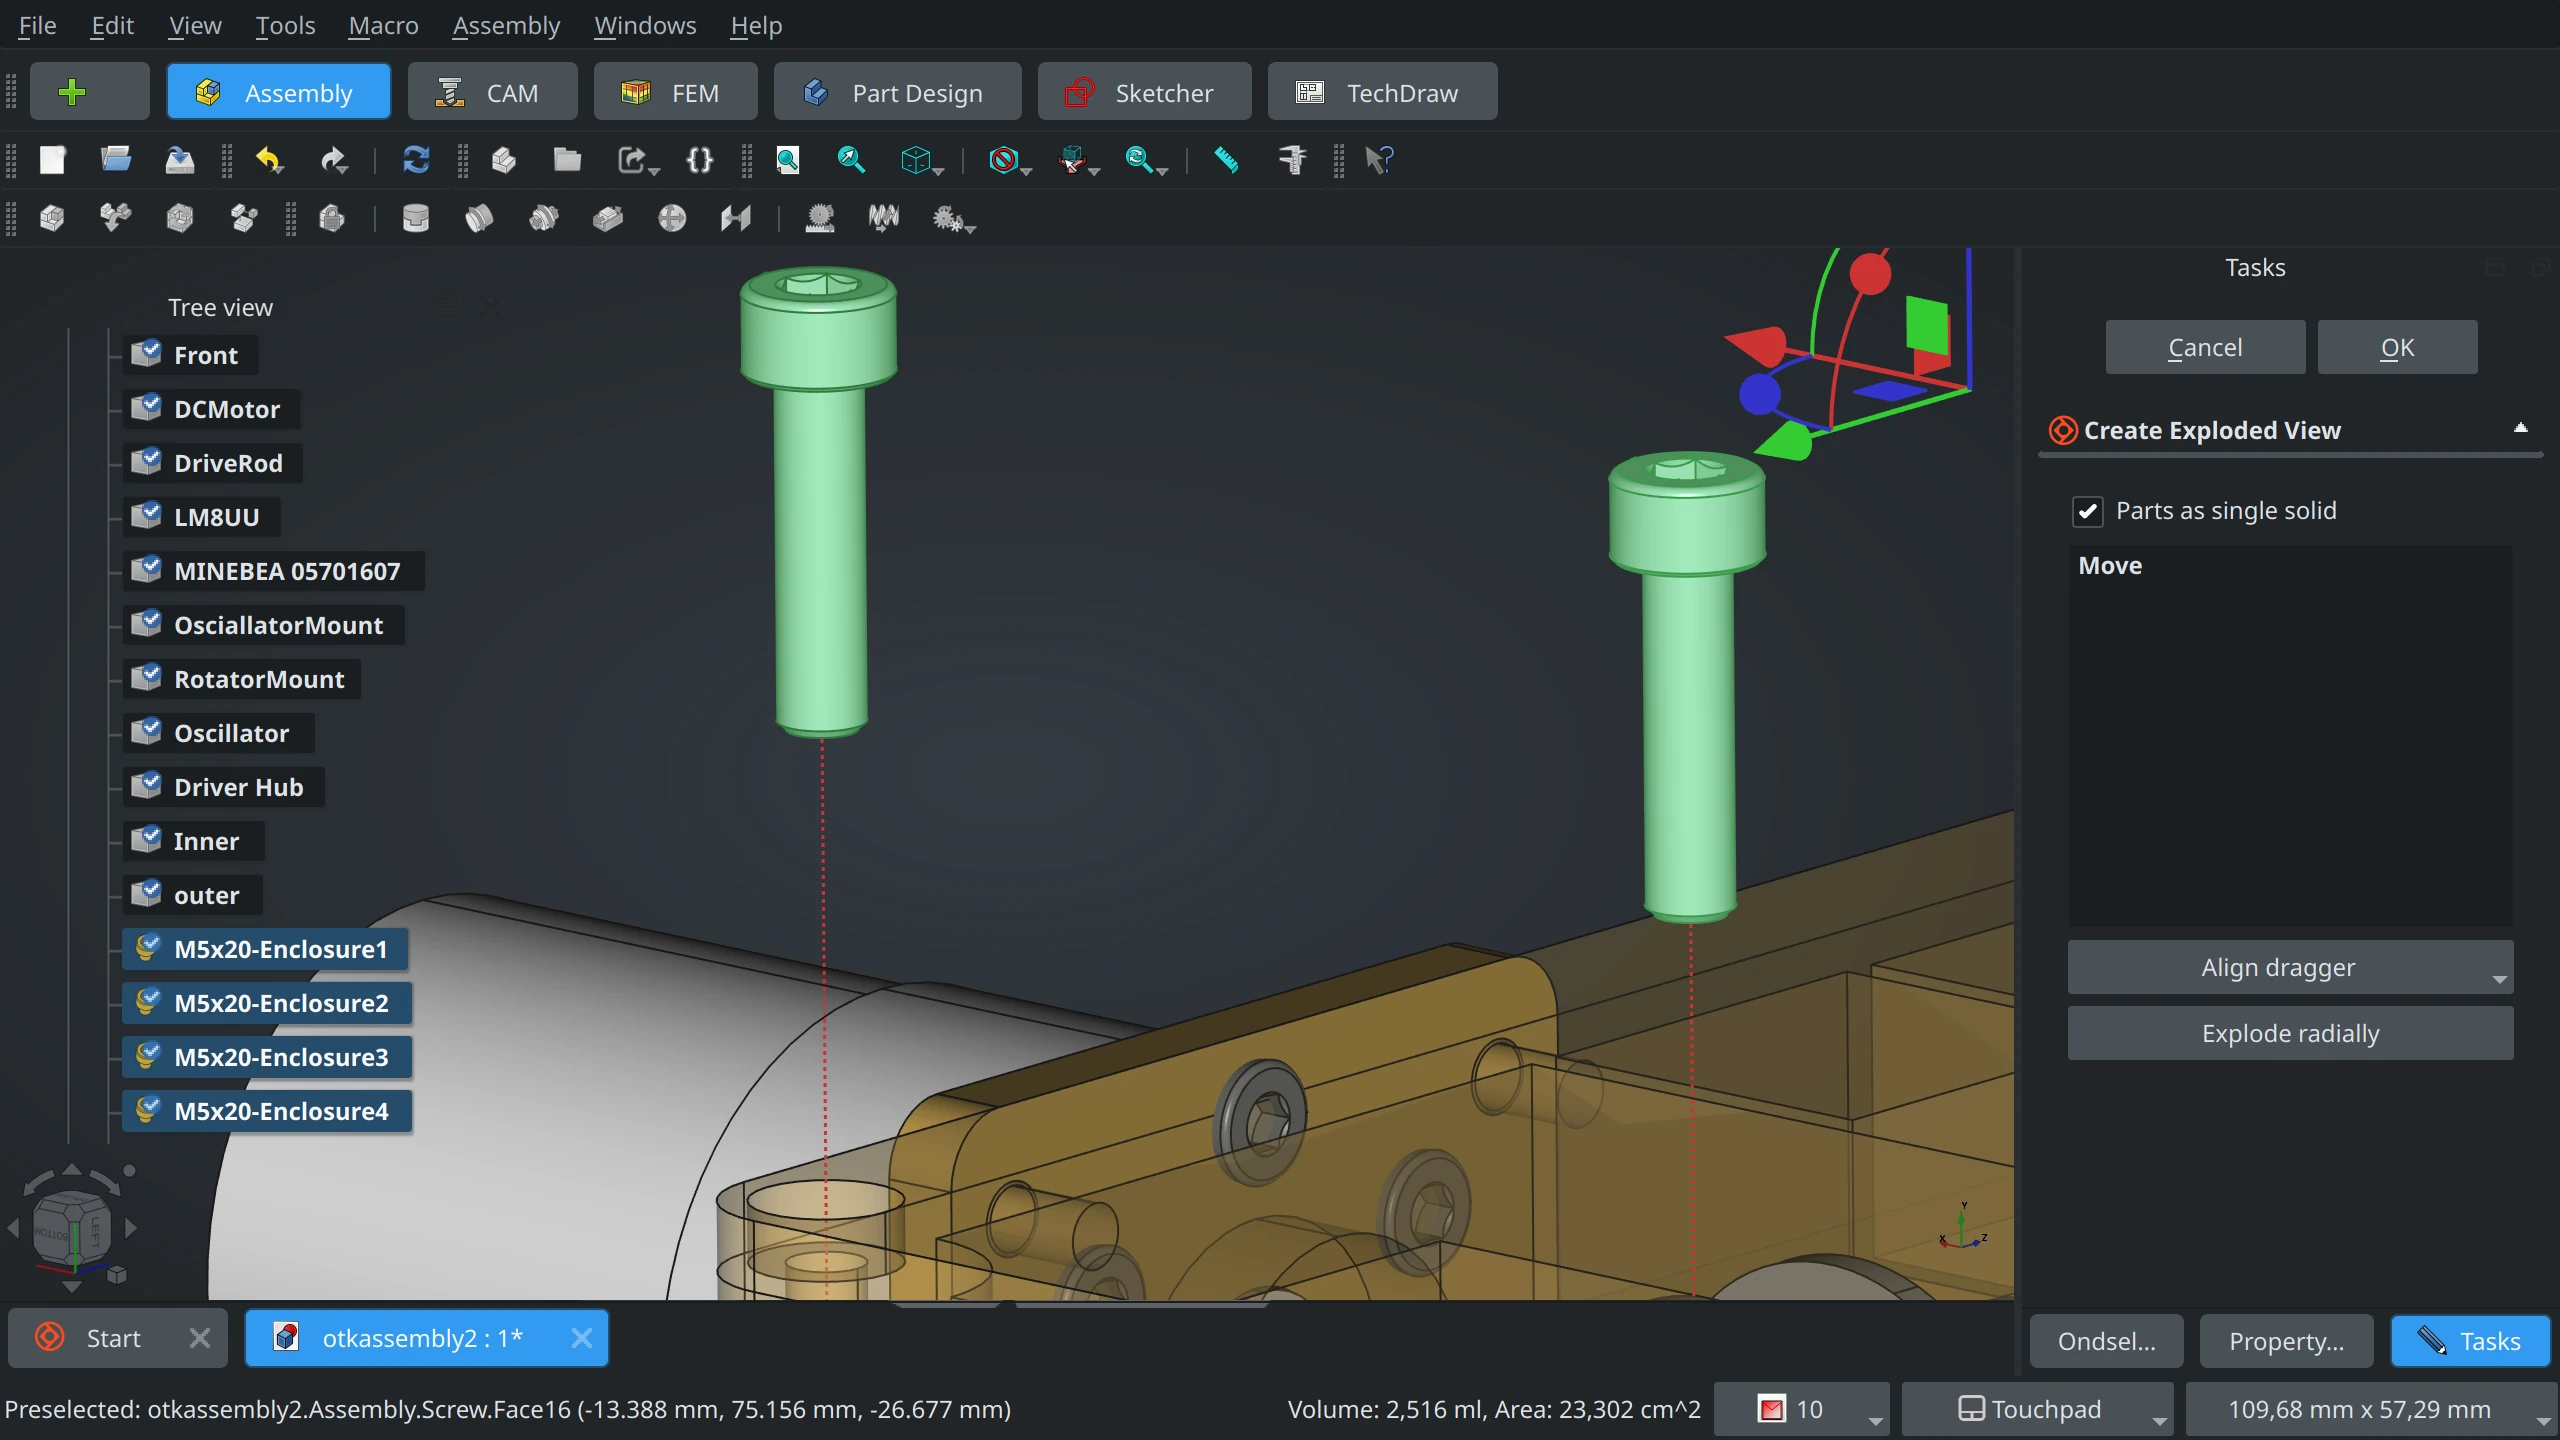 File Edit View Tools Macro Assembly Windows Help
Assembly CAM FEM Part Design Sketcher TechDraw
Tree view
Front
DCMotor
DriveRod
LM8UU
MINEBEA 05701607
OsciallatorMount
RotatorMount
Oscillator
Driver Hub
Inner
outer
M5x20-Enclosure1
M5x20-Enclosure2
M5x20-Enclosure3
M5x20-Enclosure4
BOTTOM LEFT
Y
X Z
Tasks
Cancel OK
Create Exploded View
Parts as single solid
Move
Align dragger
Explode radially
Start otkassembly2 : 1*
Ondsel... Property... Tasks
Preselected: otkassembly2.Assembly.Screw.Face16 (-13.388 mm, 75.156 mm, -26.677 mm) Volume: 2,516 ml, Area: 23,302 cm^2 10 Touchpad 109,68 mm x 57,29 mm